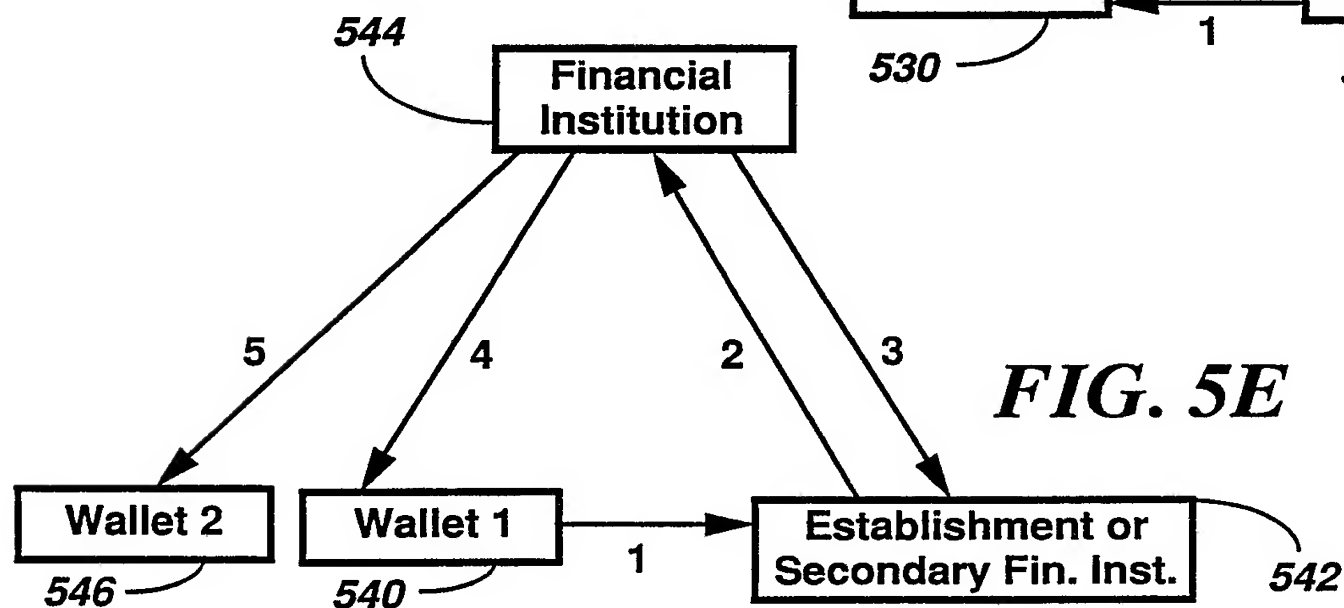 544
530
1
Financial
Institution
5
4
2
3
FIG. 5E
Wallet 2
Wallet 1
1
Establishment or
Secondary Fin. Inst.
546
540
542